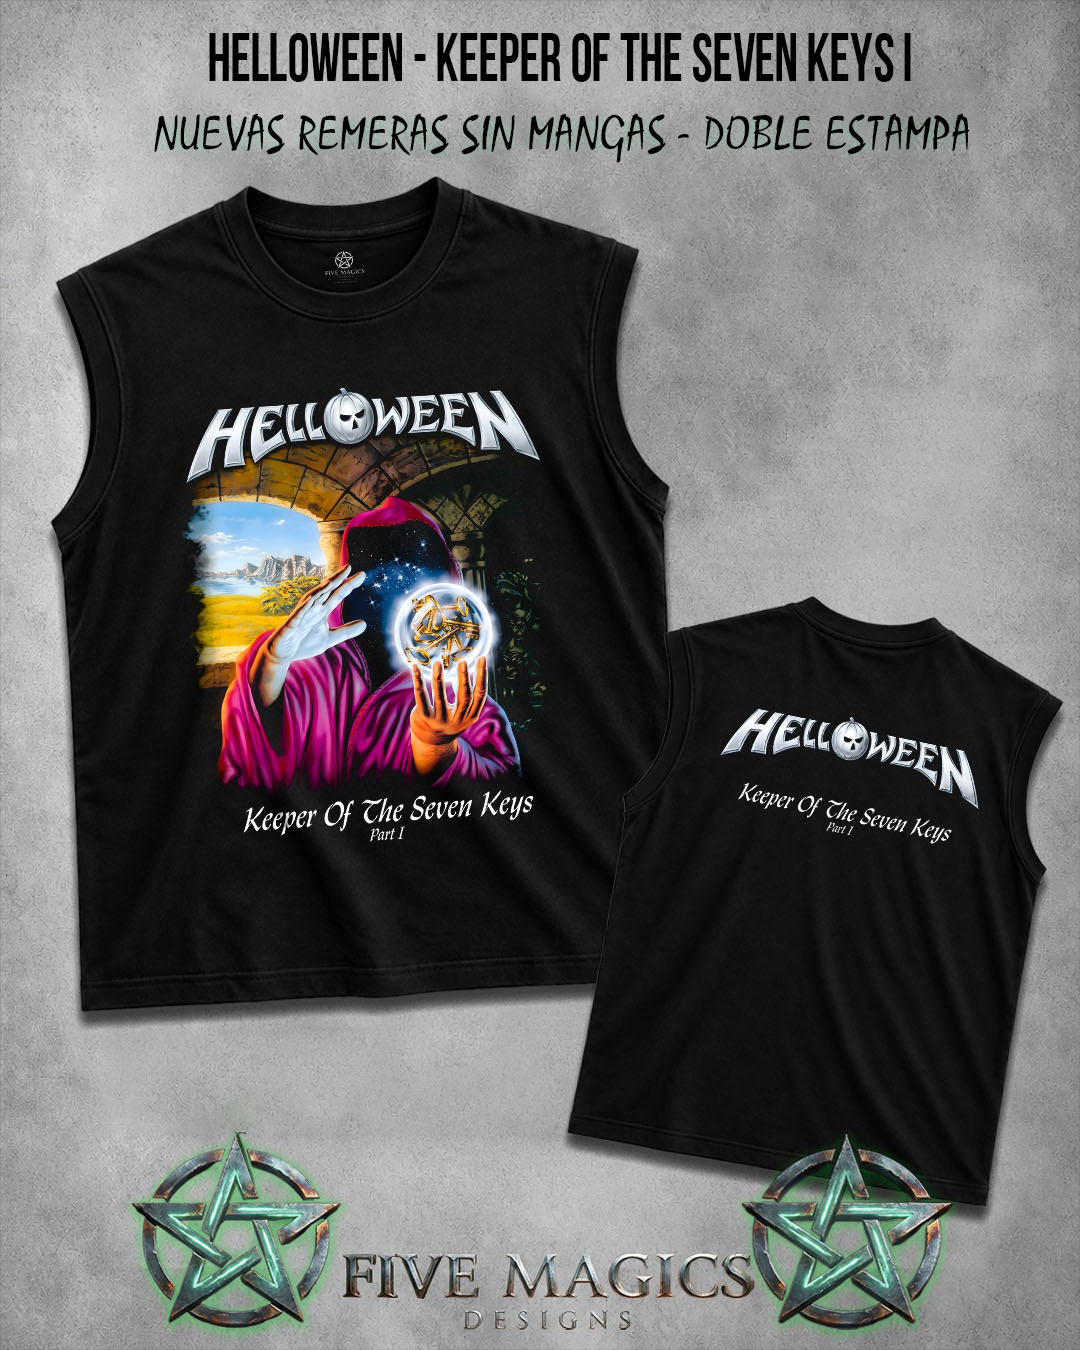 HELLOWEEN - KEEPER OF THE SEVEN KEYS I
NUEVAS REMERAS SIN MANGAS - DOBLE ESTAMPA
FIVE MAGICS
HELLOWEEN
Keeper Of The Seven Keys
Part I
HELLOWEEN
Keeper Of The Seven Keys
Part I
FIVE MAGICS
DESIGNS